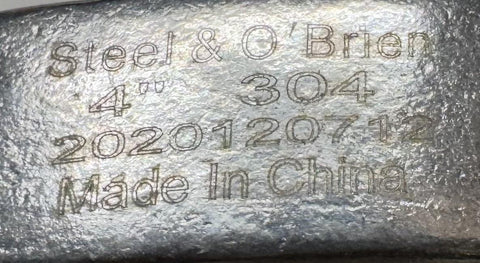 Steel & O'Brien
4" 304
2020120712
Made In China